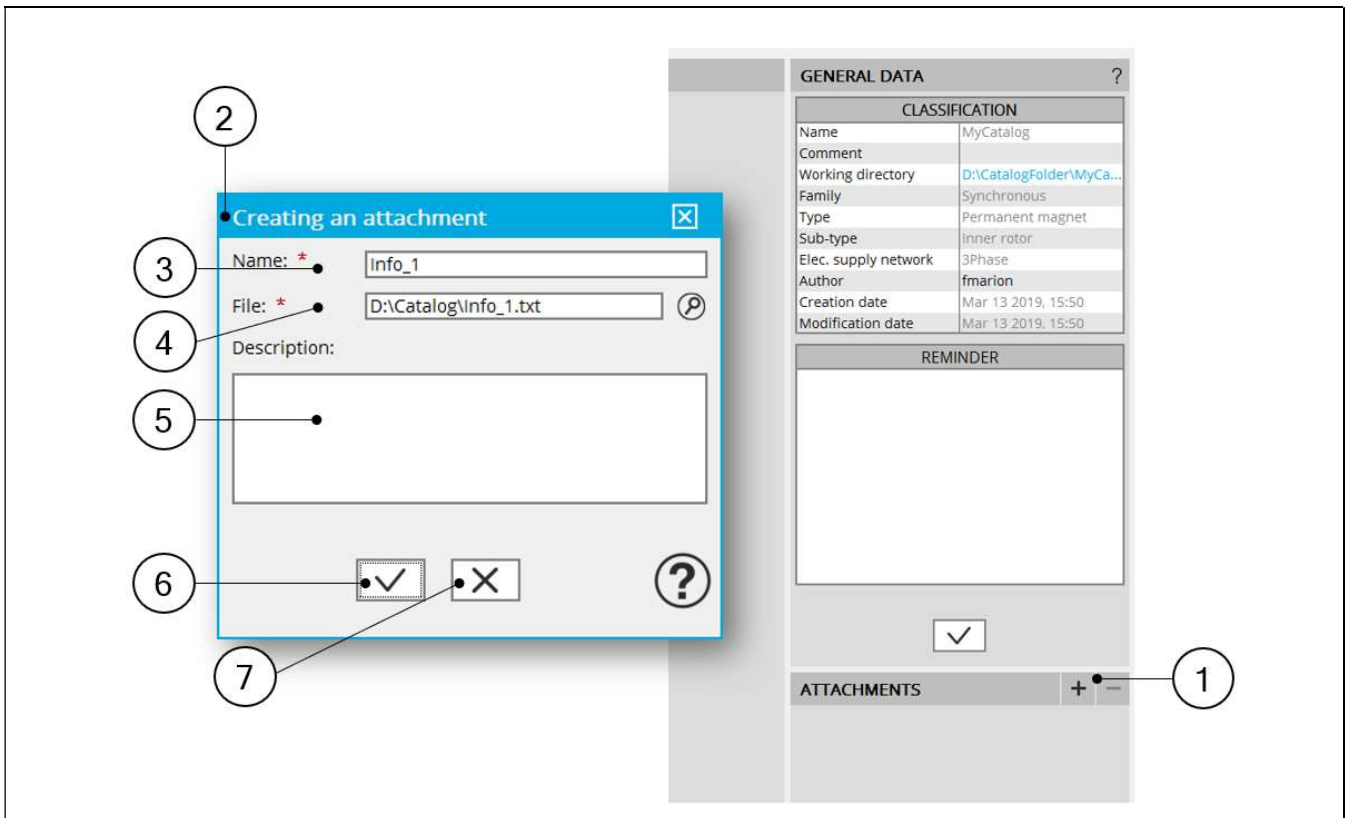 GENERAL DATA ?
CLASSIFICATION
Name MyCatalog
Comment
Working directory D:\CatalogFolder\MyCa...
Family Synchronous
Type Permanent magnet
Sub-type Inner rotor
Elec. supply network 3Phase
Author fmarion
Creation date Mar 13 2019, 15:50
Modification date Mar 13 2019, 15:50
REMINDER
ATTACHMENTS + −
1
2
Creating an attachment
3
Name: * Info_1
4
File: * D:\Catalog\Info_1.txt
Description:
5
6
7
?